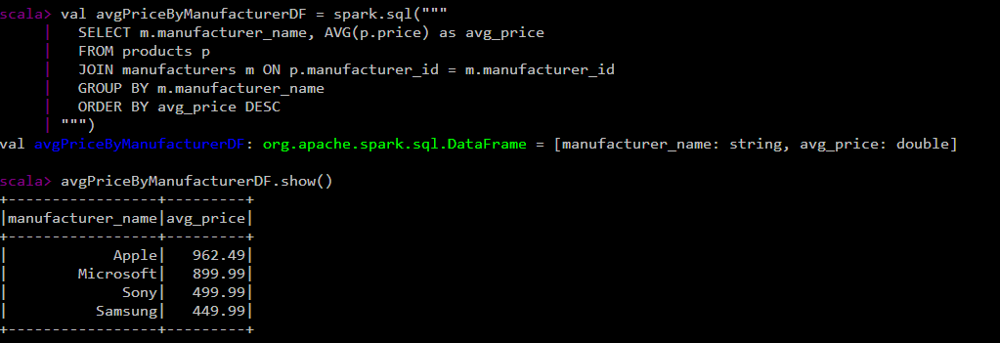 scala> val avgPriceByManufacturerDF = spark.sql("""
     |   SELECT m.manufacturer_name, AVG(p.price) as avg_price
     |   FROM products p
     |   JOIN manufacturers m ON p.manufacturer_id = m.manufacturer_id
     |   GROUP BY m.manufacturer_name
     |   ORDER BY avg_price DESC
     | """)
val avgPriceByManufacturerDF: org.apache.spark.sql.DataFrame = [manufacturer_name: string, avg_price: double]
scala> avgPriceByManufacturerDF.show()
+-----------------+---------+
|manufacturer_name|avg_price|
+-----------------+---------+
|            Apple|   962.49|
|        Microsoft|   899.99|
|             Sony|   499.99|
|          Samsung|   449.99|
+-----------------+---------+